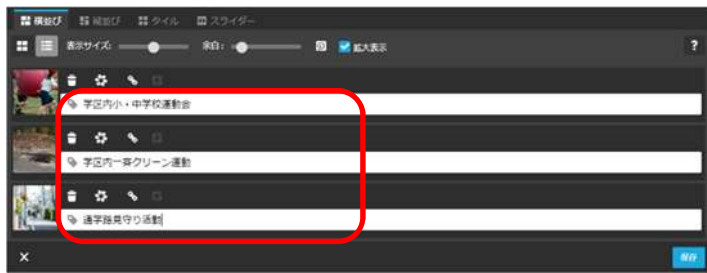 横並び 縦並び タイル スライダー
表示サイズ: 余白: 拡大表示 ?
学区内小・中学校運動会
学区内一斉クリーン運動
通学路見守り活動
× 保存